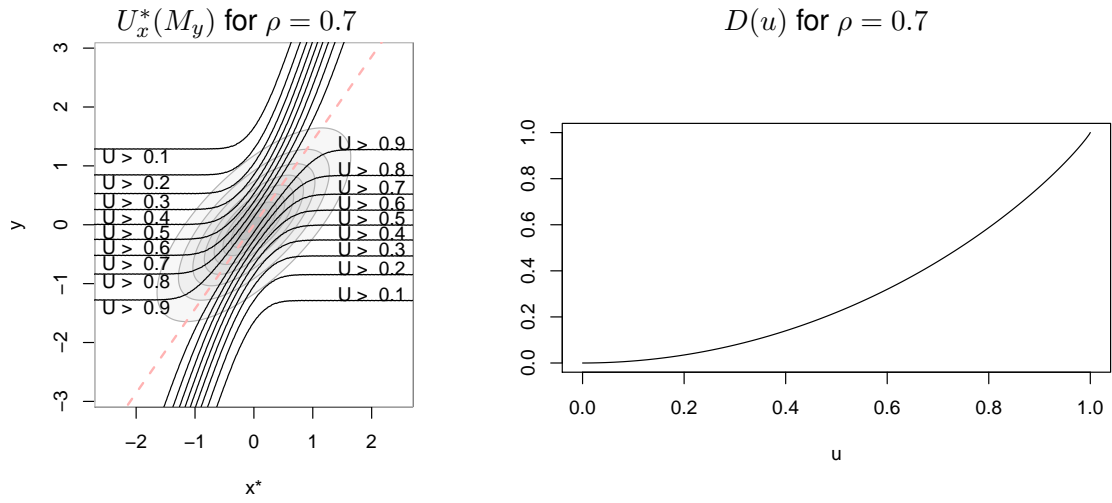 U*x(My) for ρ = 0.7
3
2
1
0
−1
−2
−3
y
U > 0.1
U > 0.2
U > 0.3
U > 0.4
U > 0.5
U > 0.6
U > 0.7
U > 0.8
U > 0.9
U > 0.9
U > 0.8
U > 0.7
U > 0.6
U > 0.5
U > 0.4
U > 0.3
U > 0.2
U > 0.1
−2 −1 0 1 2
x*
D(u) for ρ = 0.7
1.0
0.8
0.6
0.4
0.2
0.0
0.0 0.2 0.4 0.6 0.8 1.0
u